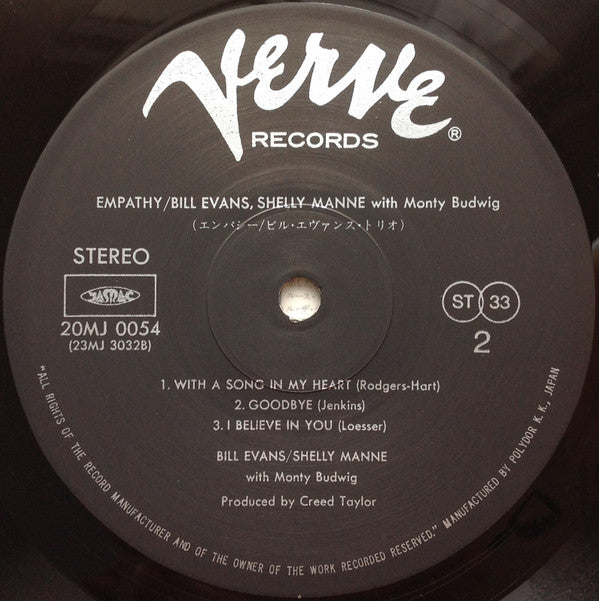 Verve®
RECORDS
EMPATHY/BILL EVANS, SHELLY MANNE with Monty Budwig
(エンパシー/ビル・エヴァンス・トリオ)
STEREO
JASRAC
20MJ 0054
(23MJ 3032B)
ST 33
2
1. WITH A SONG IN MY HEART (Rodgers-Hart)
2. GOODBYE (Jenkins)
3. I BELIEVE IN YOU (Loesser)
BILL EVANS/SHELLY MANNE
with Monty Budwig
Produced by Creed Taylor
"ALL RIGHTS OF THE RECORD MANUFACTURER AND OF THE OWNER OF THE WORK RECORDED RESERVED." MANUFACTURED BY POLYDOR K. K., JAPAN